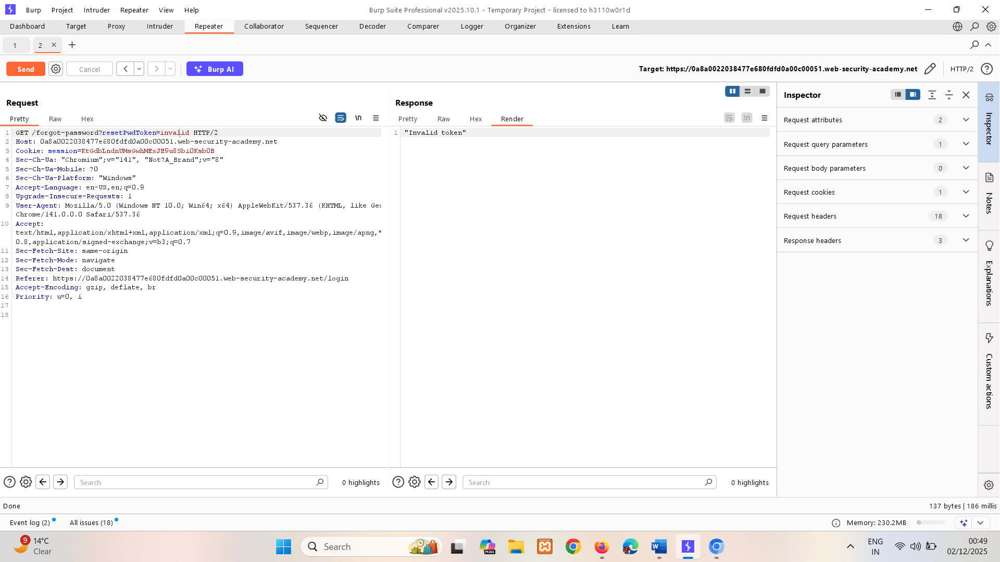 Burp Project Intruder Repeater View Help
Burp Suite Professional v2025.10.1 - Temporary Project - licensed to h3110w0r1d
Dashboard Target Proxy Intruder Repeater Collaborator Sequencer Decoder Comparer Logger Organizer Extensions Learn
1 2
Send Cancel Burp AI
Target: https://0a8a0022038477e680fdfd0a00c00051.web-security-academy.net HTTP/2
Request
Pretty Raw Hex \n
1 GET /forgot-password?resetPwdToken=invalid HTTP/2
2 Host: 0a8a0022038477e680fdfd0a00c00051.web-security-academy.net
3 Cookie: session=KtGdbLndnUMsGwhMExJE9u8SbiOKsbOB
4 Sec-Ch-Ua: "Chromium";v="141", "Not?A_Brand";v="8"
5 Sec-Ch-Ua-Mobile: ?0
6 Sec-Ch-Ua-Platform: "Windows"
7 Accept-Language: en-US,en;q=0.9
8 Upgrade-Insecure-Requests: 1
9 User-Agent: Mozilla/5.0 (Windows NT 10.0; Win64; x64) AppleWebKit/537.36 (KHTML, like Gec
Chrome/141.0.0.0 Safari/537.36
10 Accept:
text/html,application/xhtml+xml,application/xml;q=0.9,image/avif,image/webp,image/apng,*
0.8,application/signed-exchange;v=b3;q=0.7
11 Sec-Fetch-Site: same-origin
12 Sec-Fetch-Mode: navigate
13 Sec-Fetch-Dest: document
14 Referer: https://0a8a0022038477e680fdfd0a00c00051.web-security-academy.net/login
15 Accept-Encoding: gzip, deflate, br
16 Priority: u=0, i
17
18
Search 0 highlights
Response
Pretty Raw Hex Render \n
1 "Invalid token"
Search 0 highlights
Inspector
Request attributes 2
Request query parameters 1
Request body parameters 0
Request cookies 1
Request headers 18
Response headers 3
Inspector
Notes
Explanations
Custom actions
Done
137 bytes | 186 millis
Event log (2) All issues (18)
Memory: 230.2MB
9
14°C
Clear
Search
M365
ENG
IN
00:49
02/12/2025